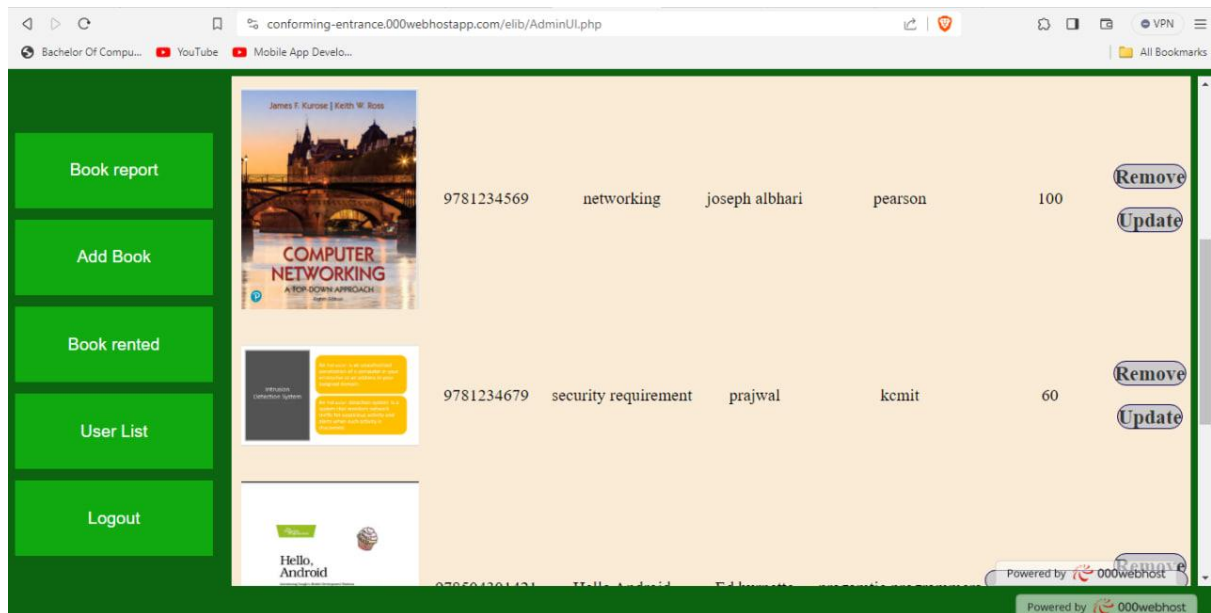 conforming-entrance.000webhostapp.com/elib/AdminUI.php
VPN
Bachelor Of Compu...
YouTube
Mobile App Develo...
All Bookmarks
Book report
Add Book
Book rented
User List
Logout
James F. Kurose | Keith W. Ross
COMPUTER
NETWORKING
A TOP-DOWN APPROACH
9781234569 networking joseph albhari pearson 100
Remove
Update
Intrusion
Detection System
9781234679 security requirement prajwal kcmit 60
Remove
Update
Hello,
Android
Hello Android
Remove
Powered by 000webhost
Powered by 000webhost